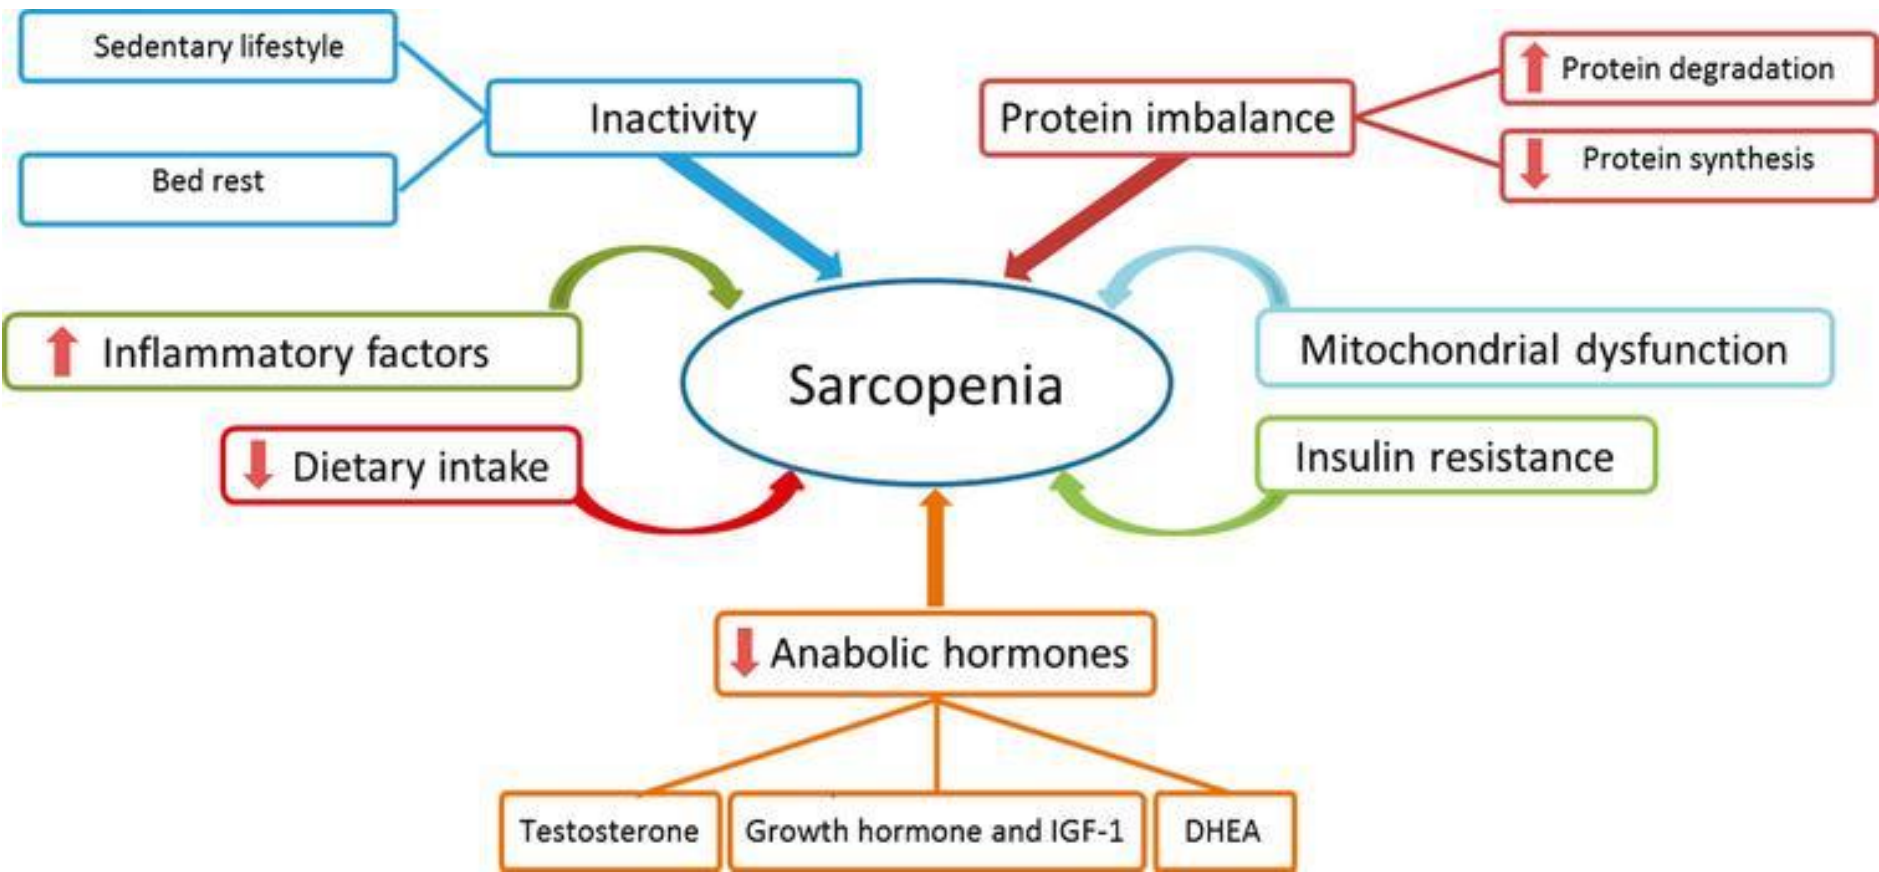 Sedentary lifestyle
Bed rest
Inactivity
Protein imbalance
Protein degradation
Protein synthesis
Inflammatory factors
Dietary intake
Sarcopenia
Mitochondrial dysfunction
Insulin resistance
Anabolic hormones
Testosterone
Growth hormone and IGF-1
DHEA